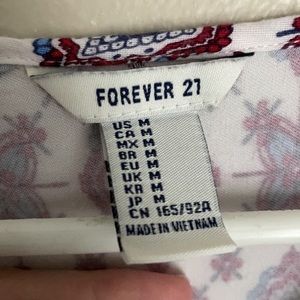 FOREVER 21
US M
CA M
MX M
BR M
EU M
UK M
KR M
JP M
CN 165/92A
MADE IN VIETNAM